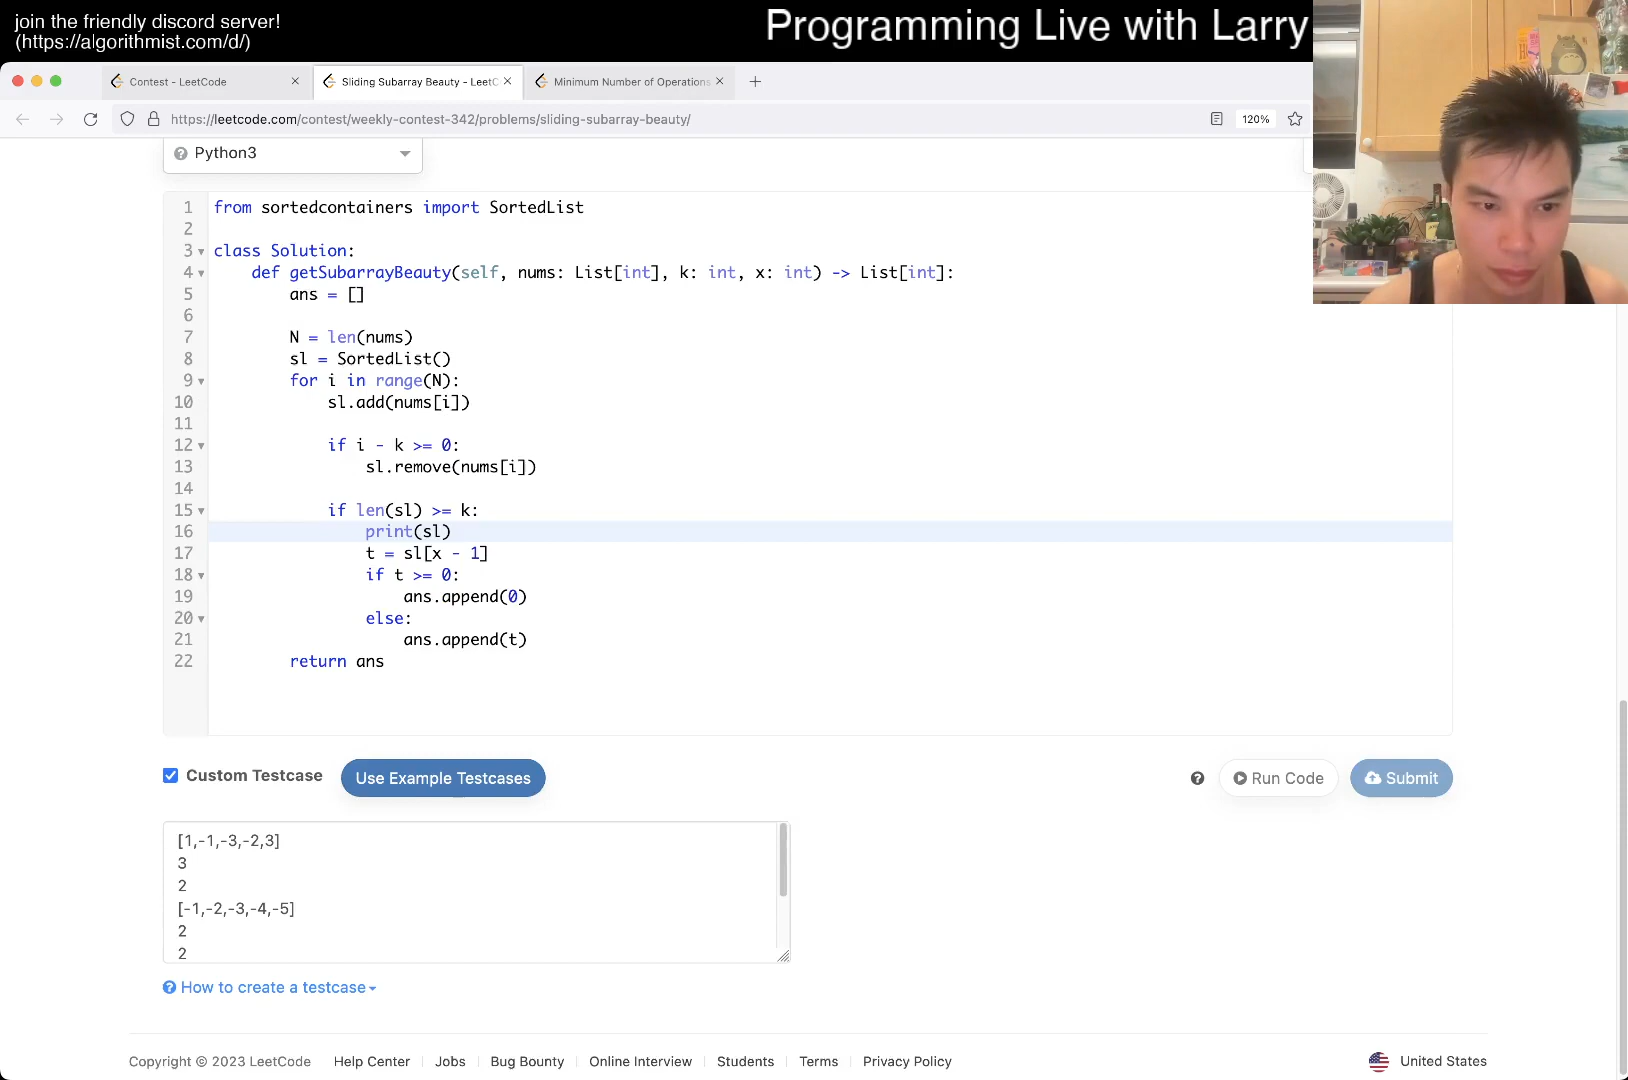 join the friendly discord server!
(https://algorithmist.com/d/)
Programming Live with Larry
Contest - LeetCode
Sliding Subarray Beauty - LeetC
Minimum Number of Operations
https://leetcode.com/contest/weekly-contest-342/problems/sliding-subarray-beauty/
120%
Python3
1 from sortedcontainers import SortedList
2
3 class Solution:
4 def getSubarrayBeauty(self, nums: List[int], k: int, x: int) -> List[int]:
5 ans = []
6
7 N = len(nums)
8 sl = SortedList()
9 for i in range(N):
10 sl.add(nums[i])
11
12 if i - k >= 0:
13 sl.remove(nums[i])
14
15 if len(sl) >= k:
16 print(sl)
17 t = sl[x - 1]
18 if t >= 0:
19 ans.append(0)
20 else:
21 ans.append(t)
22 return ans
Custom Testcase
Use Example Testcases
Run Code
Submit
[1,-1,-3,-2,3]
3
2
[-1,-2,-3,-4,-5]
2
2
How to create a testcase
Copyright © 2023 LeetCode
Help Center
Jobs
Bug Bounty
Online Interview
Students
Terms
Privacy Policy
United States